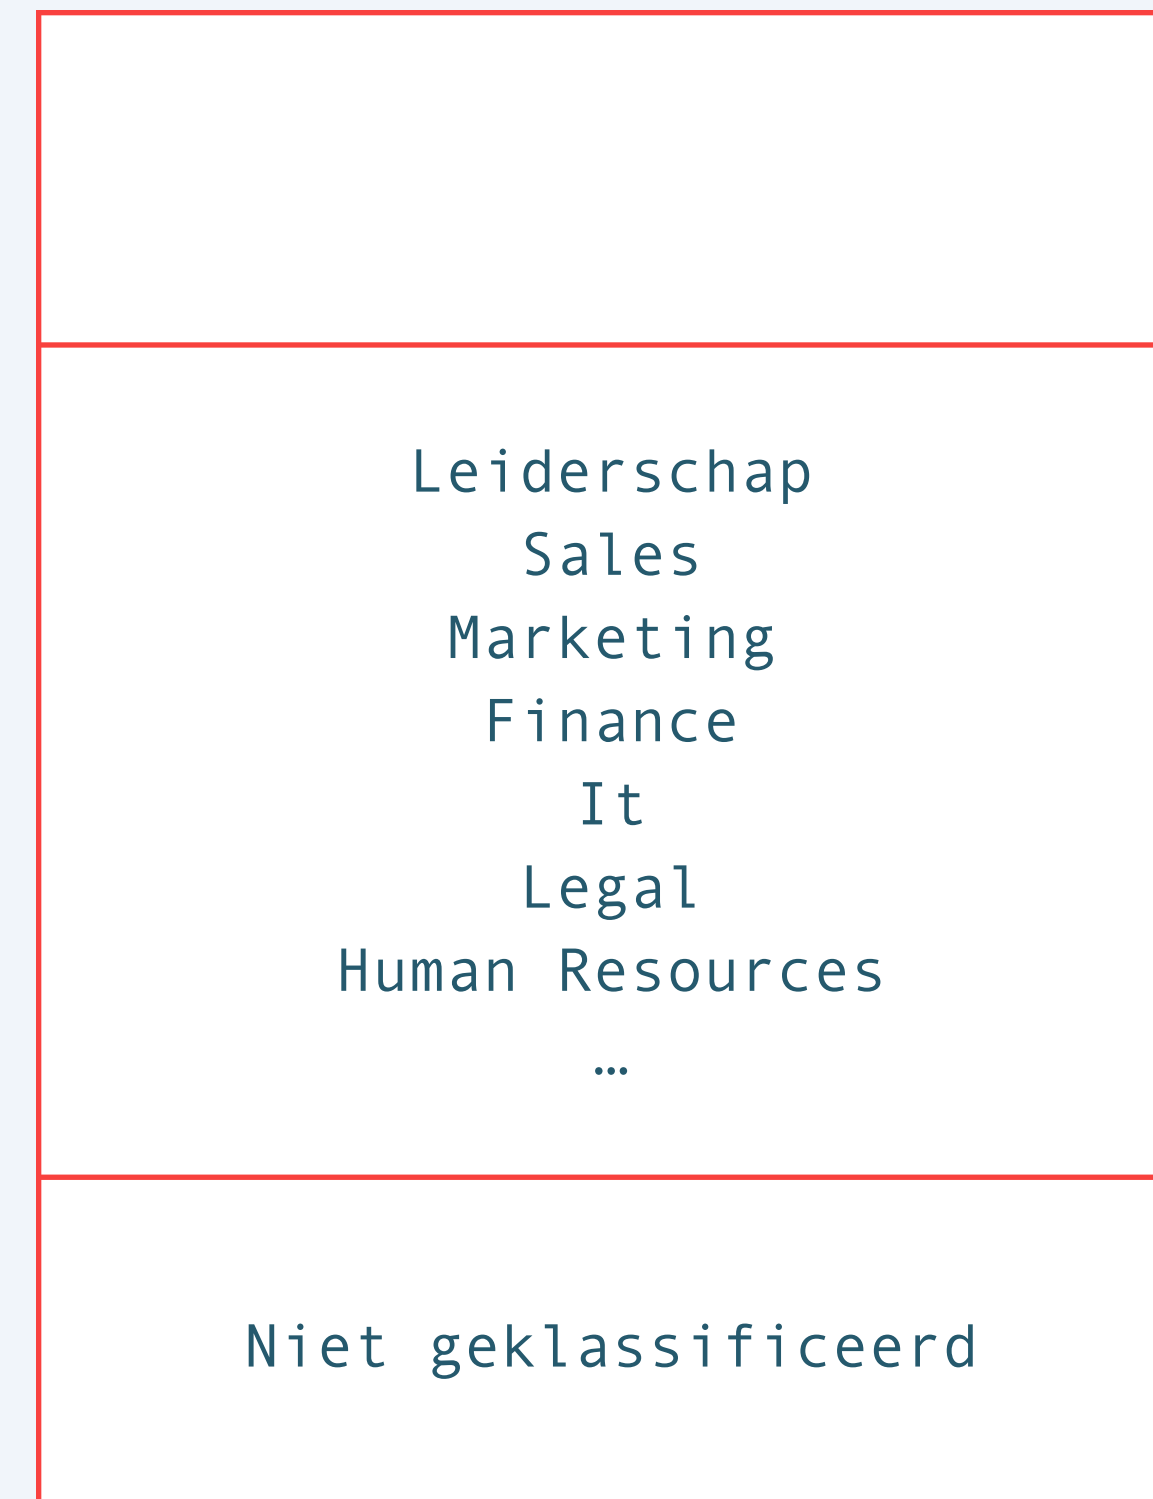 Leiderschap
Sales
Marketing
Finance
It
Legal
Human Resources
…
Niet geklassificeerd